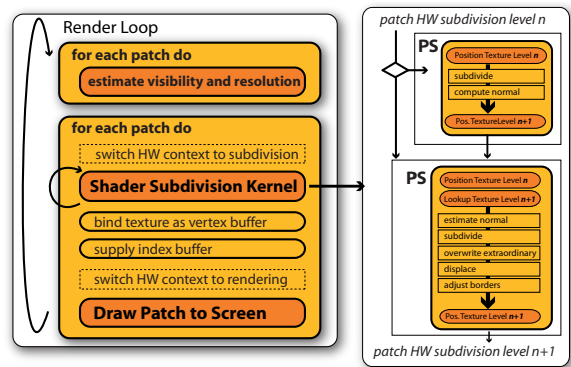 Render Loop
for each patch do
estimate visibility and resolution
for each patch do
switch HW context to subdivision
Shader Subdivision Kernel
bind texture as vertex buffer
supply index buffer
switch HW context to rendering
Draw Patch to Screen
patch HW subdivision level n
PS
Position Texture Level n
subdivide
compute normal
Pos.TextureLevel n+1
PS
Position Texture Level n
Lookup Texture Level n+1
estimate normal
subdivide
overwrite extraordinary
displace
adjust borders
Pos. Texture Level n+1
patch HW subdivision level n+1